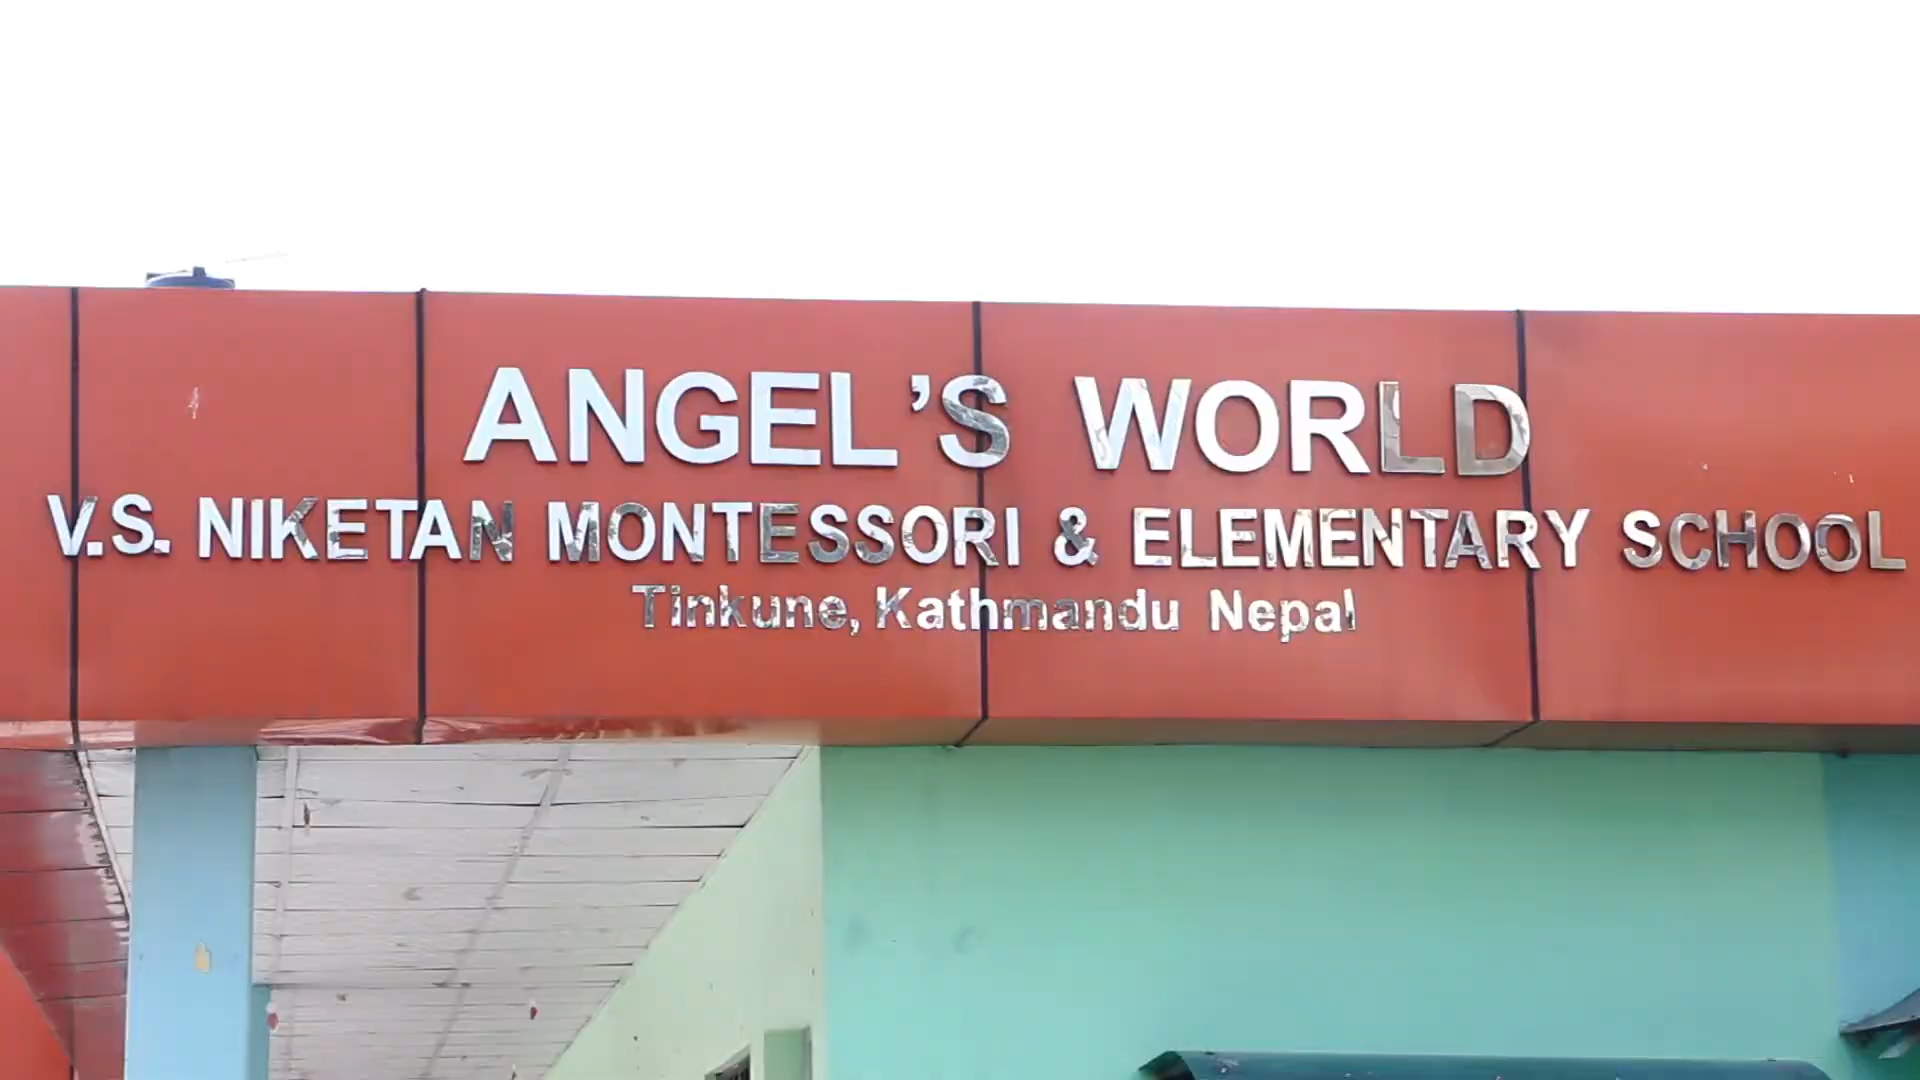 ANGEL'S WORLD
V.S. NIKETAN MONTESSORI & ELEMENTARY SCHOOL
Tinkune, Kathmandu Nepal